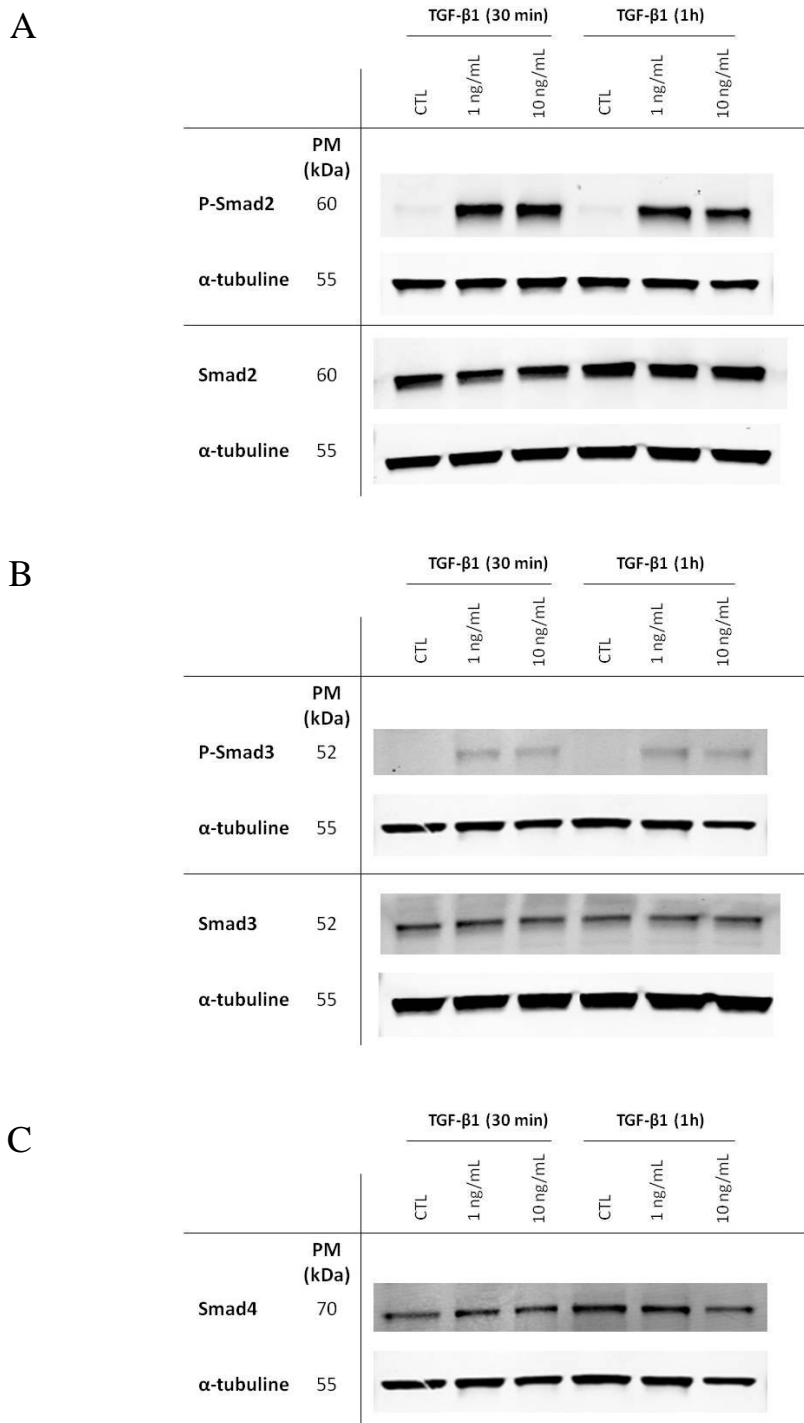 A
TGF-β1 (30 min) TGF-β1 (1h)
CTL 1 ng/mL 10 ng/mL CTL 1 ng/mL 10 ng/mL
PM
(kDa)
P-Smad2 60
α-tubuline 55
Smad2 60
α-tubuline 55
B
TGF-β1 (30 min) TGF-β1 (1h)
CTL 1 ng/mL 10 ng/mL CTL 1 ng/mL 10 ng/mL
PM
(kDa)
P-Smad3 52
α-tubuline 55
Smad3 52
α-tubuline 55
C
TGF-β1 (30 min) TGF-β1 (1h)
CTL 1 ng/mL 10 ng/mL CTL 1 ng/mL 10 ng/mL
PM
(kDa)
Smad4 70
α-tubuline 55